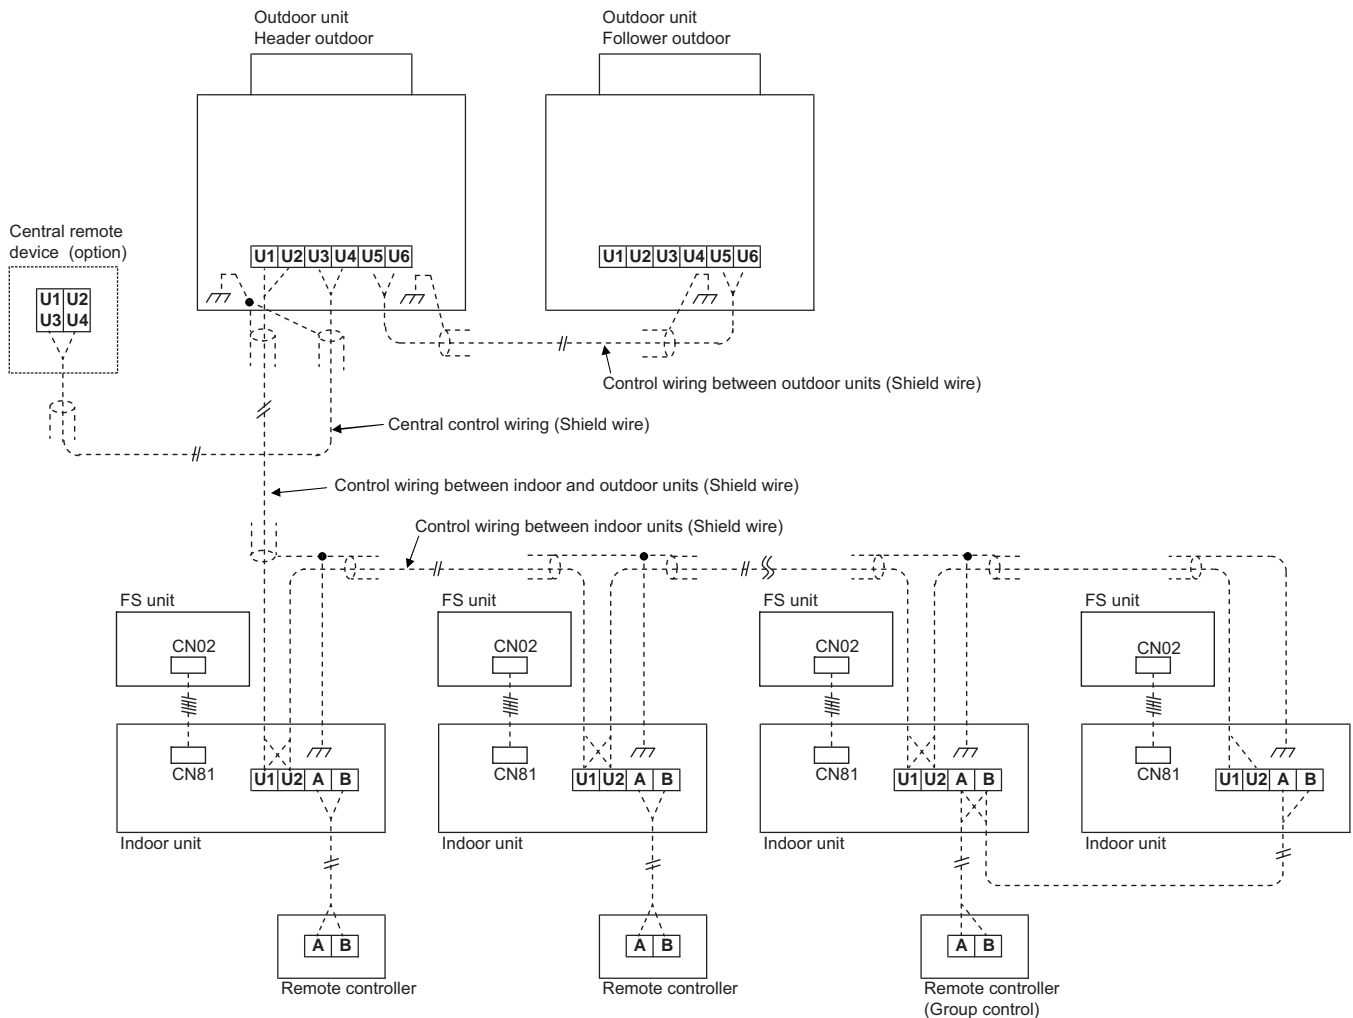 Outdoor unit
Header outdoor
Outdoor unit
Follower outdoor
Central remote
device (option)
U1 U2 U3 U4 U5 U6
U1 U2 U3 U4 U5 U6
U1 U2
U3 U4
Control wiring between outdoor units (Shield wire)
Central control wiring (Shield wire)
Control wiring between indoor and outdoor units (Shield wire)
Control wiring between indoor units (Shield wire)
FS unit
FS unit
FS unit
FS unit
CN02
CN02
CN02
CN02
CN81
CN81
CN81
CN81
U1 U2 A B
U1 U2 A B
U1 U2 A B
U1 U2 A B
Indoor unit
Indoor unit
Indoor unit
Indoor unit
A B
A B
A B
Remote controller
Remote controller
Remote controller
(Group control)